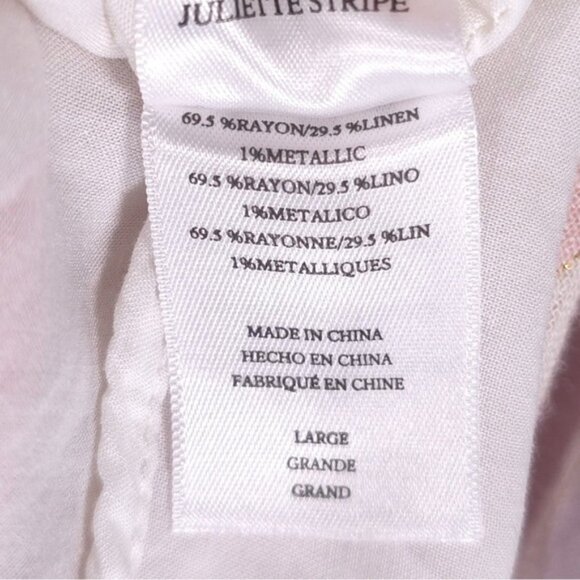 JULIETTE STRIPE
69.5 %RAYON/29.5 %LINEN
1%METALLIC
69.5 %RAYON/29.5 %LINO
1%METALICO
69.5 %RAYONNE/29.5 %LIN
1%METALLIQUES
MADE IN CHINA
HECHO EN CHINA
FABRIQUÉ EN CHINE
LARGE
GRANDE
GRAND